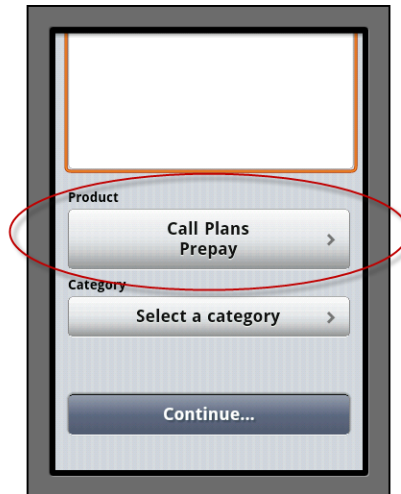 Product
Call Plans
Prepay
Category
Select a category
Continue...